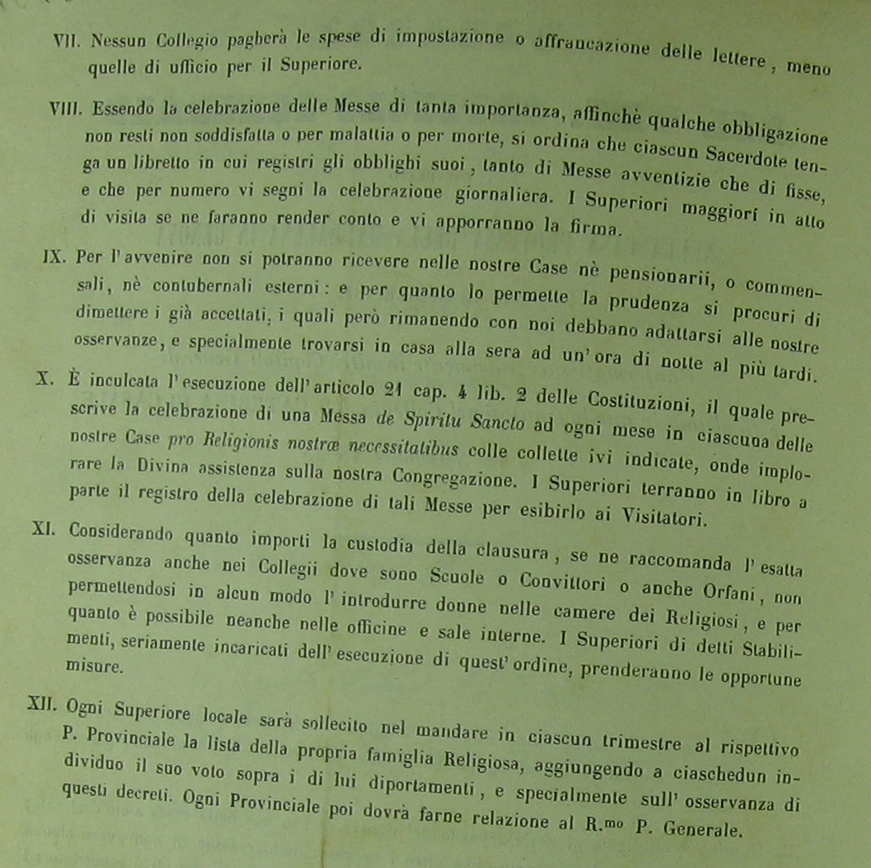 VII. Nessun Collegio pagherà le spese di impostazione o affrancazione delle lettere, meno
quelle di ufficio per il Superiore.
VIII. Essendo la celebrazione delle Messe di tanta importanza, affinchè qualche obbligazione
non resti non soddisfatta o per malattia o per morte, si ordina che ciascun Sacerdote ten-
ga un libretto in cui registri gli obblighi suoi, tanto di Messe avventizie che di fisse,
e che per numero vi segni la celebrazione giornaliera. I Superiori maggiori in atto
di visita se ne faranno render conto e vi apporranno la firma.
IX. Per l'avvenire non si potranno ricevere nelle nostre Case nè pensionarii, o commen-
sali, nè contubernali esterni: e per quanto lo permette la prudenza si procuri di
dimettere i già accettati; i quali però rimanendo con noi debbano adattarsi alle nostre
osservanze, e specialmente trovarsi in casa alla sera ad un'ora di notte al più tardi.
X. È inculcata l'esecuzione dell'articolo 21 cap. 4 lib. 2 delle Costituzioni, il quale pre-
scrive la celebrazione di una Messa de Spiritu Sancto ad ogni mese in ciascuna delle
nostre Case pro Religionis nostræ necessitatibus colle collette ivi indicate, onde implo-
rare la Divina assistenza sulla nostra Congregazione. I Superiori terranno in libro a
parte il registro della celebrazione di tali Messe per esibirlo ai Visitatori.
XI. Considerando quanto importi la custodia della clausura, se ne raccomanda l'esatta
osservanza anche nei Collegii dove sono Scuole o Convittori o anche Orfani, non
permettendosi in alcun modo l'introdurre donne nelle camere dei Religiosi, e per
quanto è possibile neanche nelle officine e sale interne. I Superiori di detti Stabili-
menti, seriamente incaricati dell'esecuzione di quest'ordine, prenderanno le opportune
misure.
XII. Ogni Superiore locale sarà sollecito nel mandare in ciascun trimestre al rispettivo
P. Provinciale la lista della propria famiglia Religiosa, aggiungendo a ciaschedun in-
dividuo il suo voto sopra i di lui diportamenti, e specialmente sull'osservanza di
questi decreti. Ogni Provinciale poi dovrà farne relazione al R.mo P. Generale.